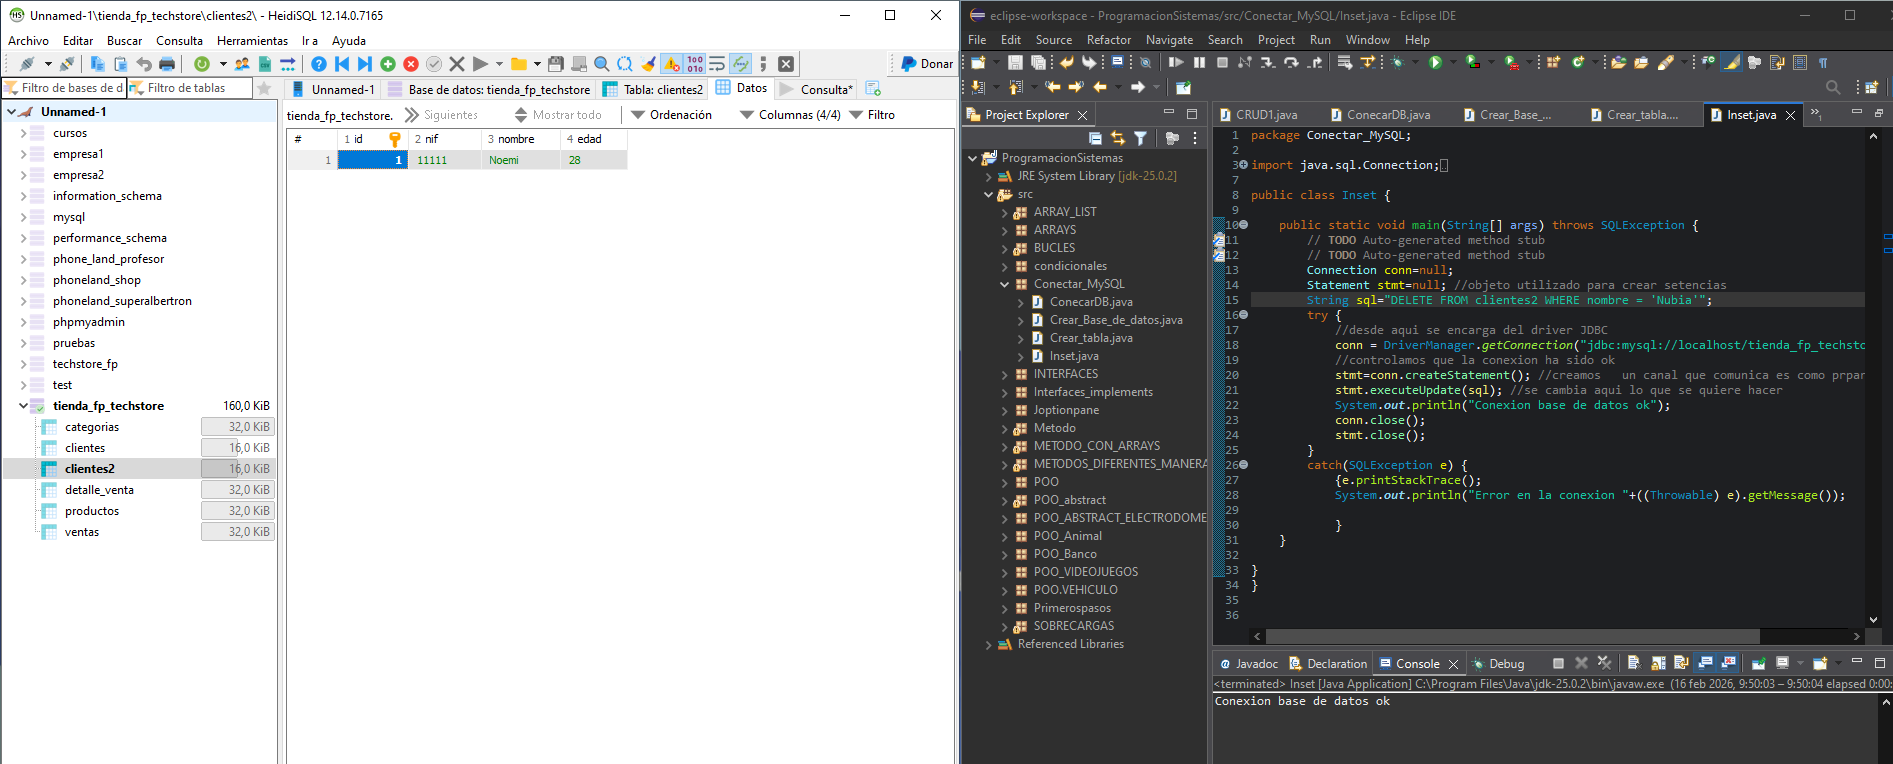 Unnamed-1\tienda_fp_techstore\clientes2\ - HeidiSQL 12.14.0.7165
Archivo Editar Buscar Consulta Herramientas Ir a Ayuda
Donar
Filtro de bases de d Filtro de tablas
Unnamed-1 Base de datos: tienda_fp_techstore Tabla: clientes2 Datos Consulta*
tienda_fp_techstore. Siguientes Mostrar todo Ordenación Columnas (4/4) Filtro
# 1 id 2 nif 3 nombre 4 edad
1 1 11111 Noemi 28
Unnamed-1
cursos
empresa1
empresa2
information_schema
mysql
performance_schema
phone_land_profesor
phoneland_shop
phoneland_superalbertron
phpmyadmin
pruebas
techstore_fp
test
tienda_fp_techstore 160,0 KiB
categorias 32,0 KiB
clientes 16,0 KiB
clientes2 16,0 KiB
detalle_venta 32,0 KiB
productos 32,0 KiB
ventas 32,0 KiB
eclipse-workspace - ProgramacionSistemas/src/Conectar_MySQL/Inset.java - Eclipse IDE
File Edit Source Refactor Navigate Search Project Run Window Help
Project Explorer
ProgramacionSistemas
JRE System Library [jdk-25.0.2]
src
ARRAY_LIST
ARRAYS
BUCLES
condicionales
Conectar_MySQL
ConecarDB.java
Crear_Base_de_datos.java
Crear_tabla.java
Inset.java
INTERFACES
Interfaces_implements
Joptionpane
Metodo
METODO_CON_ARRAYS
METODOS_DIFERENTES_MANERA
POO
POO_abstract
POO_ABSTRACT_ELECTRODOME
POO_Animal
POO_Banco
POO_VIDEOJUEGOS
POO.VEHICULO
Primerospasos
SOBRECARGAS
Referenced Libraries
CRUD1.java ConecarDB.java Crear_Base_... Crear_tabla.... Inset.java
1 package Conectar_MySQL;
2
3 import java.sql.Connection;
7
8 public class Inset {
9
10 public static void main(String[] args) throws SQLException {
11 // TODO Auto-generated method stub
12 // TODO Auto-generated method stub
13 Connection conn=null;
14 Statement stmt=null; //objeto utilizado para crear setencias
15 String sql="DELETE FROM clientes2 WHERE nombre = 'Nubia'";
16 try {
17 //desde aqui se encarga del driver JDBC
18 conn = DriverManager.getConnection("jdbc:mysql://localhost/tienda_fp_techsto
19 //controlamos que la conexion ha sido ok
20 stmt=conn.createStatement(); //creamos un canal que comunica es como prpar
21 stmt.executeUpdate(sql); //se cambia aqui lo que se quiere hacer
22 System.out.println("Conexion base de datos ok");
23 conn.close();
24 stmt.close();
25 }
26 catch(SQLException e) {
27 {e.printStackTrace();
28 System.out.println("Error en la conexion "+((Throwable) e).getMessage());
29
30 }
31 }
32
33 }
34 }
35
36
Javadoc Declaration Console Debug
<terminated> Inset [Java Application] C:\Program Files\Java\jdk-25.0.2\bin\javaw.exe (16 feb 2026, 9:50:03 – 9:50:04 elapsed 0:00:
Conexion base de datos ok